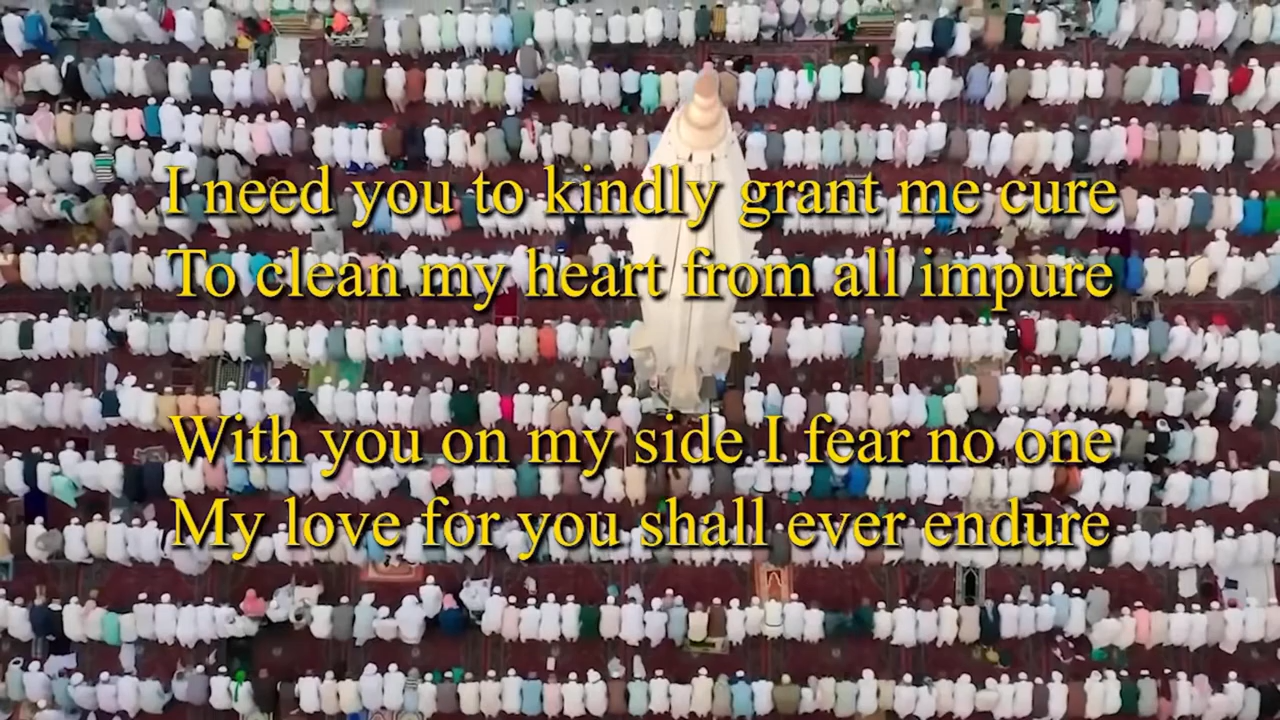 I need you to kindly grant me cure
To clean my heart from all impure
With you on my side I fear no one
My love for you shall ever endure